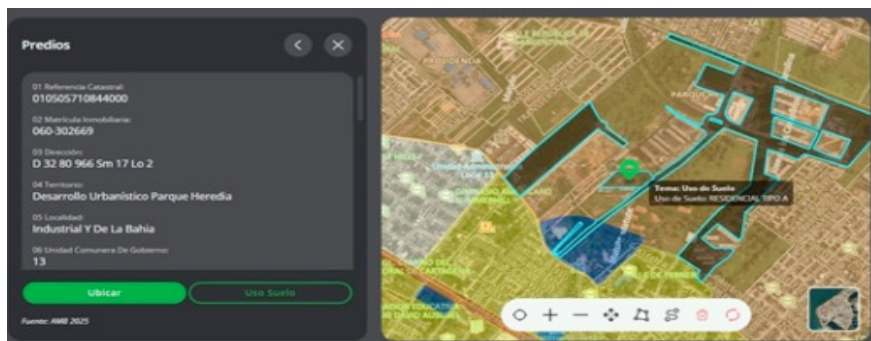 Predios
01 Referencia Catastral:
010505710844000
02 Matrícula Inmobiliaria:
060-302669
03 Dirección:
D 32 80 966 Sm 17 Lo 2
04 Territorio:
Desarrollo Urbanístico Parque Heredia
05 Localidad:
Industrial Y De La Bahia
06 Unidad Comunera De Gobierno:
13
Ubicar
Uso Suelo
Fuente: AMB 2025
PROVIDENCIA
Tema: Uso de Suelo
Uso de Suelo: RESIDENCIAL TIPO A